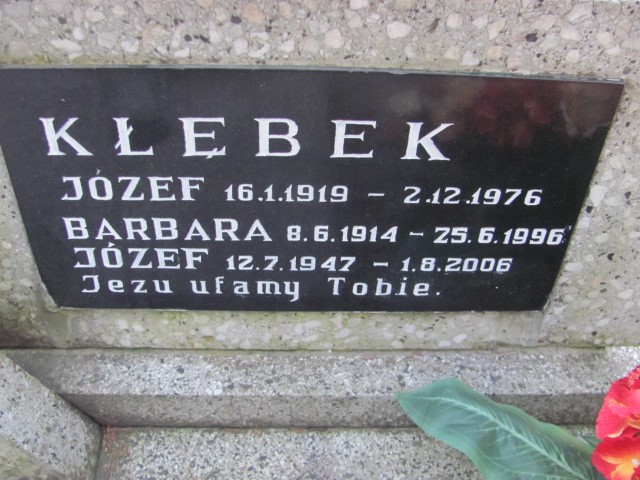 KŁĘBEK
JÓZEF 16.1.1919 – 2.12.1976
BARBARA 8.6.1914 – 25.6.1996
JÓZEF 12.7.1947 – 1.8.2006
Jezu ufamy Tobie.